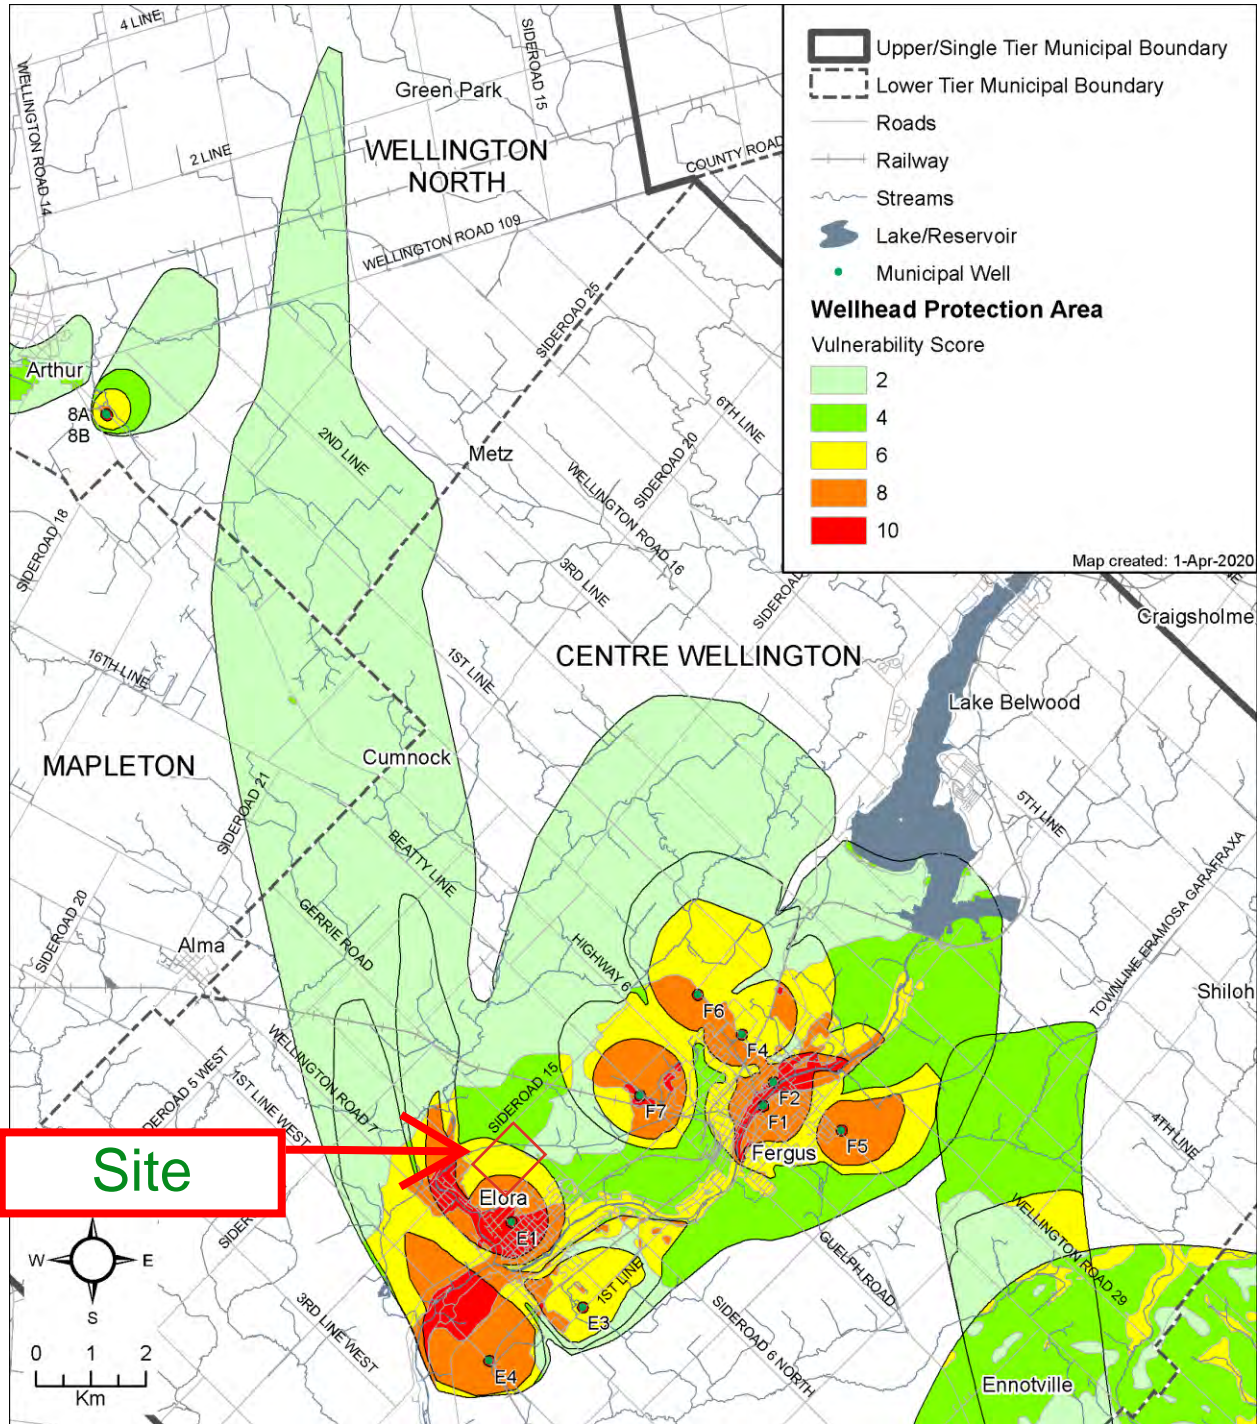 4 LINE
SIDEROAD 15
WELLINGTON ROAD 14
Green Park
2 LINE
WELLINGTON
NORTH
COUNTY ROAD
WELLINGTON ROAD 109
SIDEROAD 25
Upper/Single Tier Municipal Boundary
Lower Tier Municipal Boundary
Roads
Railway
Streams
Lake/Reservoir
Municipal Well
Wellhead Protection Area
Vulnerability Score
2
4
6
8
10
Map created: 1-Apr-2020
Arthur
8A
8B
2ND LINE
Metz
6TH LINE
SIDEROAD 20
WELLINGTON ROAD 16
SIDEROAD 18
3RD LINE
SIDEROAD
Craigsholme
16TH LINE
1ST LINE
CENTRE WELLINGTON
Lake Belwood
MAPLETON
Cumnock
SIDEROAD 21
5TH LINE
BEATTY LINE
TOWNLINE ERAMOSA GARAFRAXA
SIDEROAD 20
GERRIE ROAD
Alma
HIGHWAY 6
Shiloh
F6
F4
WELLINGTON ROAD 7
SIDEROAD 15
F7
F2
F1
F5
DEROAD 5 WEST
1ST LINE WEST
4TH LINE
Fergus
Site
Elora
E1
WELLINGTON ROAD 29
GUELPH ROAD
1ST LINE
E3
3RD LINE WEST
SIDEROAD 6 NORTH
E4
Ennotville
N
W
E
S
0
1
2
Km